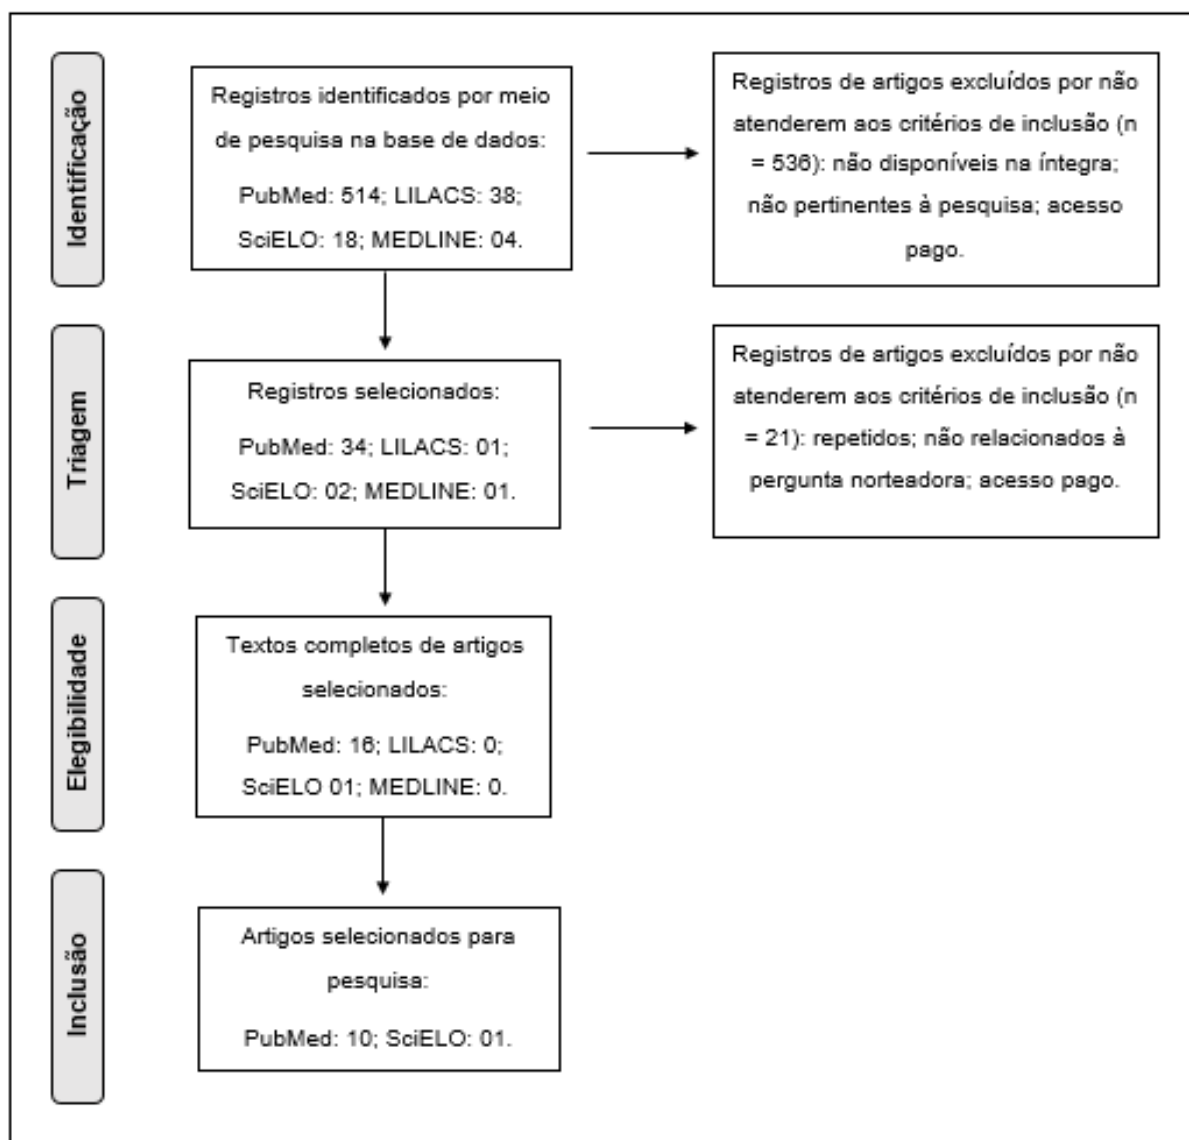 Identificação
Registros identificados por meio
de pesquisa na base de dados:
PubMed: 514; LILACS: 38;
SciELO: 18; MEDLINE: 04.
Registros de artigos excluídos por não
atenderem aos critérios de inclusão (n
= 536): não disponíveis na íntegra;
não pertinentes à pesquisa; acesso
pago.
Triagem
Registros selecionados:
PubMed: 34; LILACS: 01;
SciELO: 02; MEDLINE: 01.
Registros de artigos excluídos por não
atenderem aos critérios de inclusão (n
= 21): repetidos; não relacionados à
pergunta norteadora; acesso pago.
Elegibilidade
Textos completos de artigos
selecionados:
PubMed: 16; LILACS: 0;
SciELO 01; MEDLINE: 0.
Inclusão
Artigos selecionados para
pesquisa:
PubMed: 10; SciELO: 01.